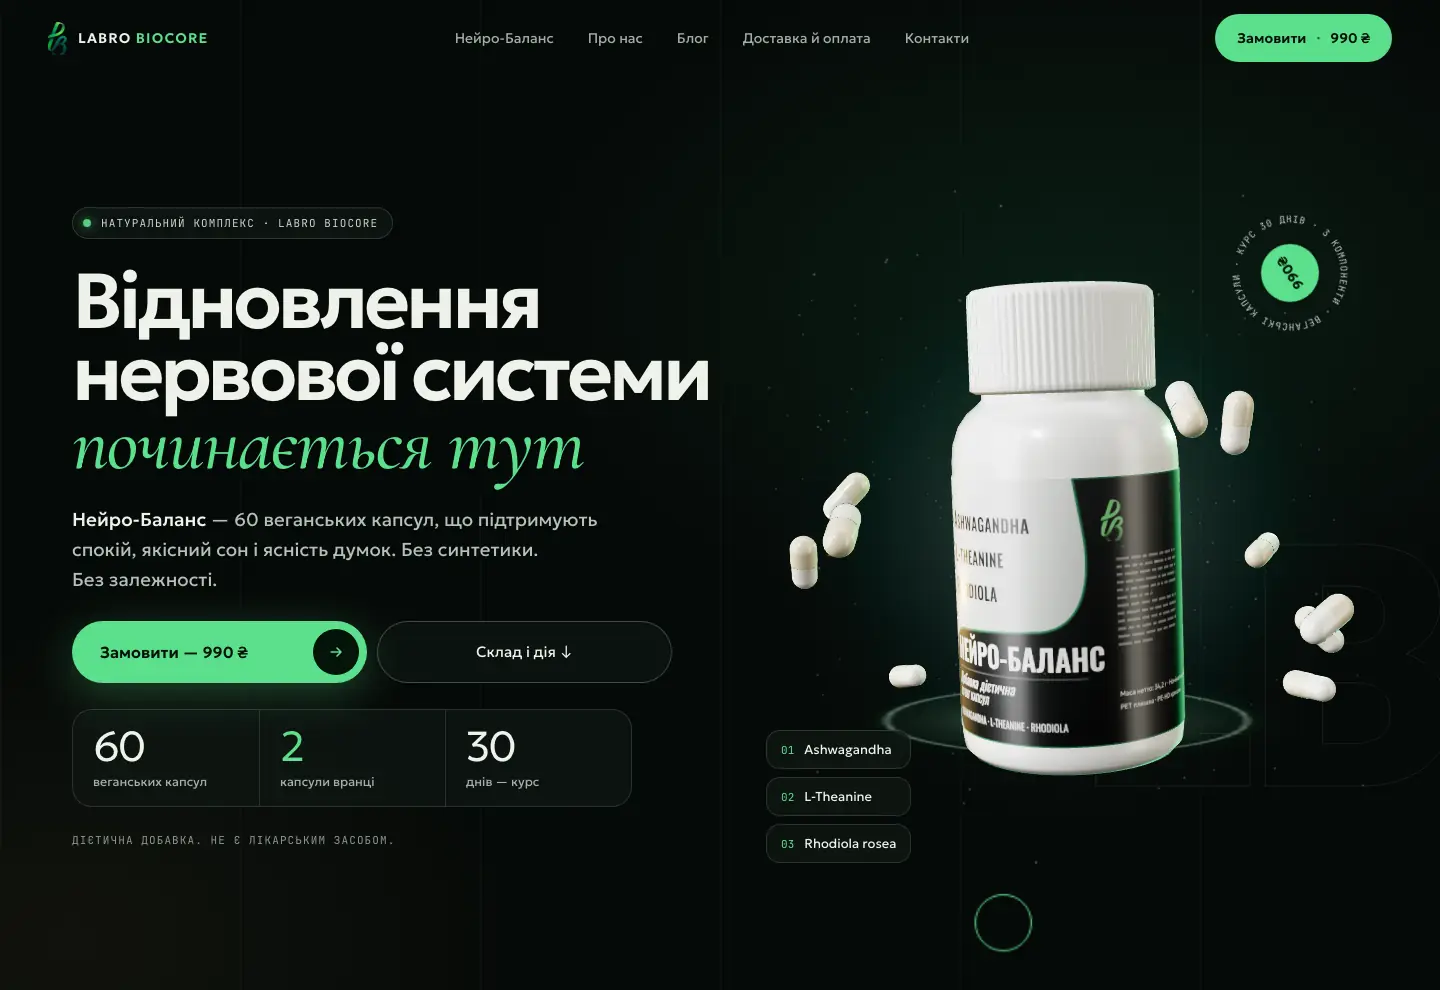 LABRO BIOCORE
Нейро-Баланс
Про нас
Блог
Доставка й оплата
Контакти
Замовити · 990 ₴
НАТУРАЛЬНИЙ КОМПЛЕКС · LABRO BIOCORE
Відновлення
нервової системи
починається тут
Нейро-Баланс — 60 веганських капсул, що підтримують
спокій, якісний сон і ясність думок. Без синтетики.
Без залежності.
Замовити — 990 ₴ →
Склад і дія ↓
60
веганських капсул
2
капсули вранці
30
днів — курс
ДІЄТИЧНА ДОБАВКА. НЕ Є ЛІКАРСЬКИМ ЗАСОБОМ.
КУРС 30 ДНІВ · 3 КОМПОНЕНТИ · ВЕГАНСЬКІ КАПСУЛИ ·
990₴
ASHWAGANDHA
L-THEANINE
НЕЙРО-БАЛАНС
дієтична
капсул
L-THEANINE · RHODIOLA
Маса нетто:
01 Ashwagandha
02 L-Theanine
03 Rhodiola rosea